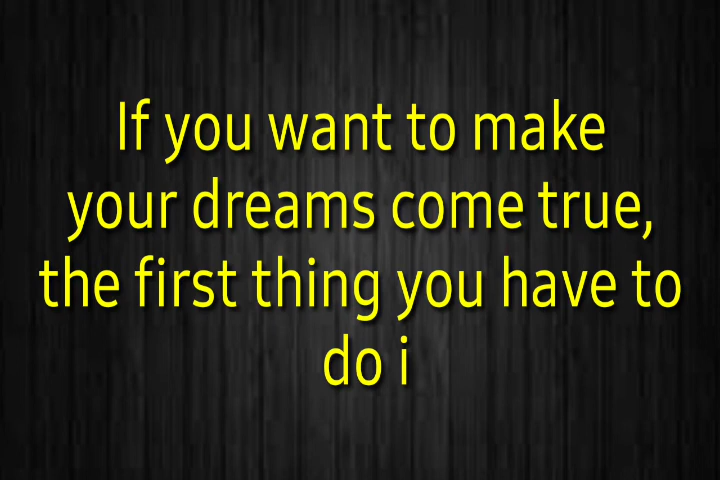 If you want to make
your dreams come true,
the first thing you have to
do i